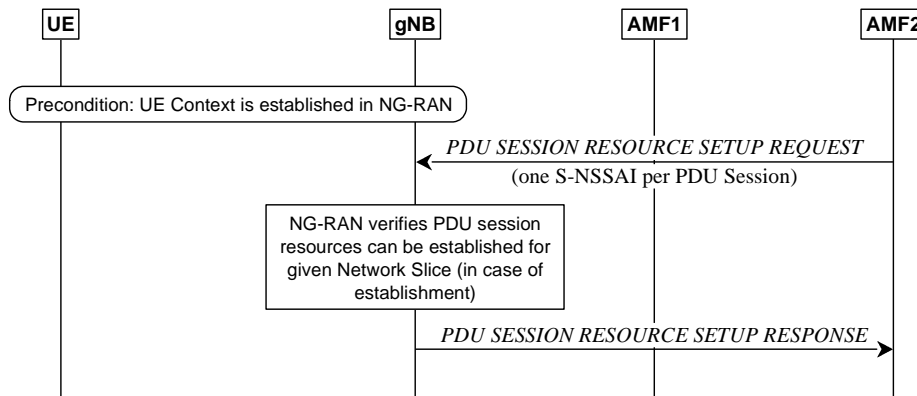 UE gNB AMF1 AMF2
Precondition: UE Context is established in NG-RAN
PDU SESSION RESOURCE SETUP REQUEST
(one S-NSSAI per PDU Session)
NG-RAN verifies PDU session
resources can be established for
given Network Slice (in case of
establishment)
PDU SESSION RESOURCE SETUP RESPONSE